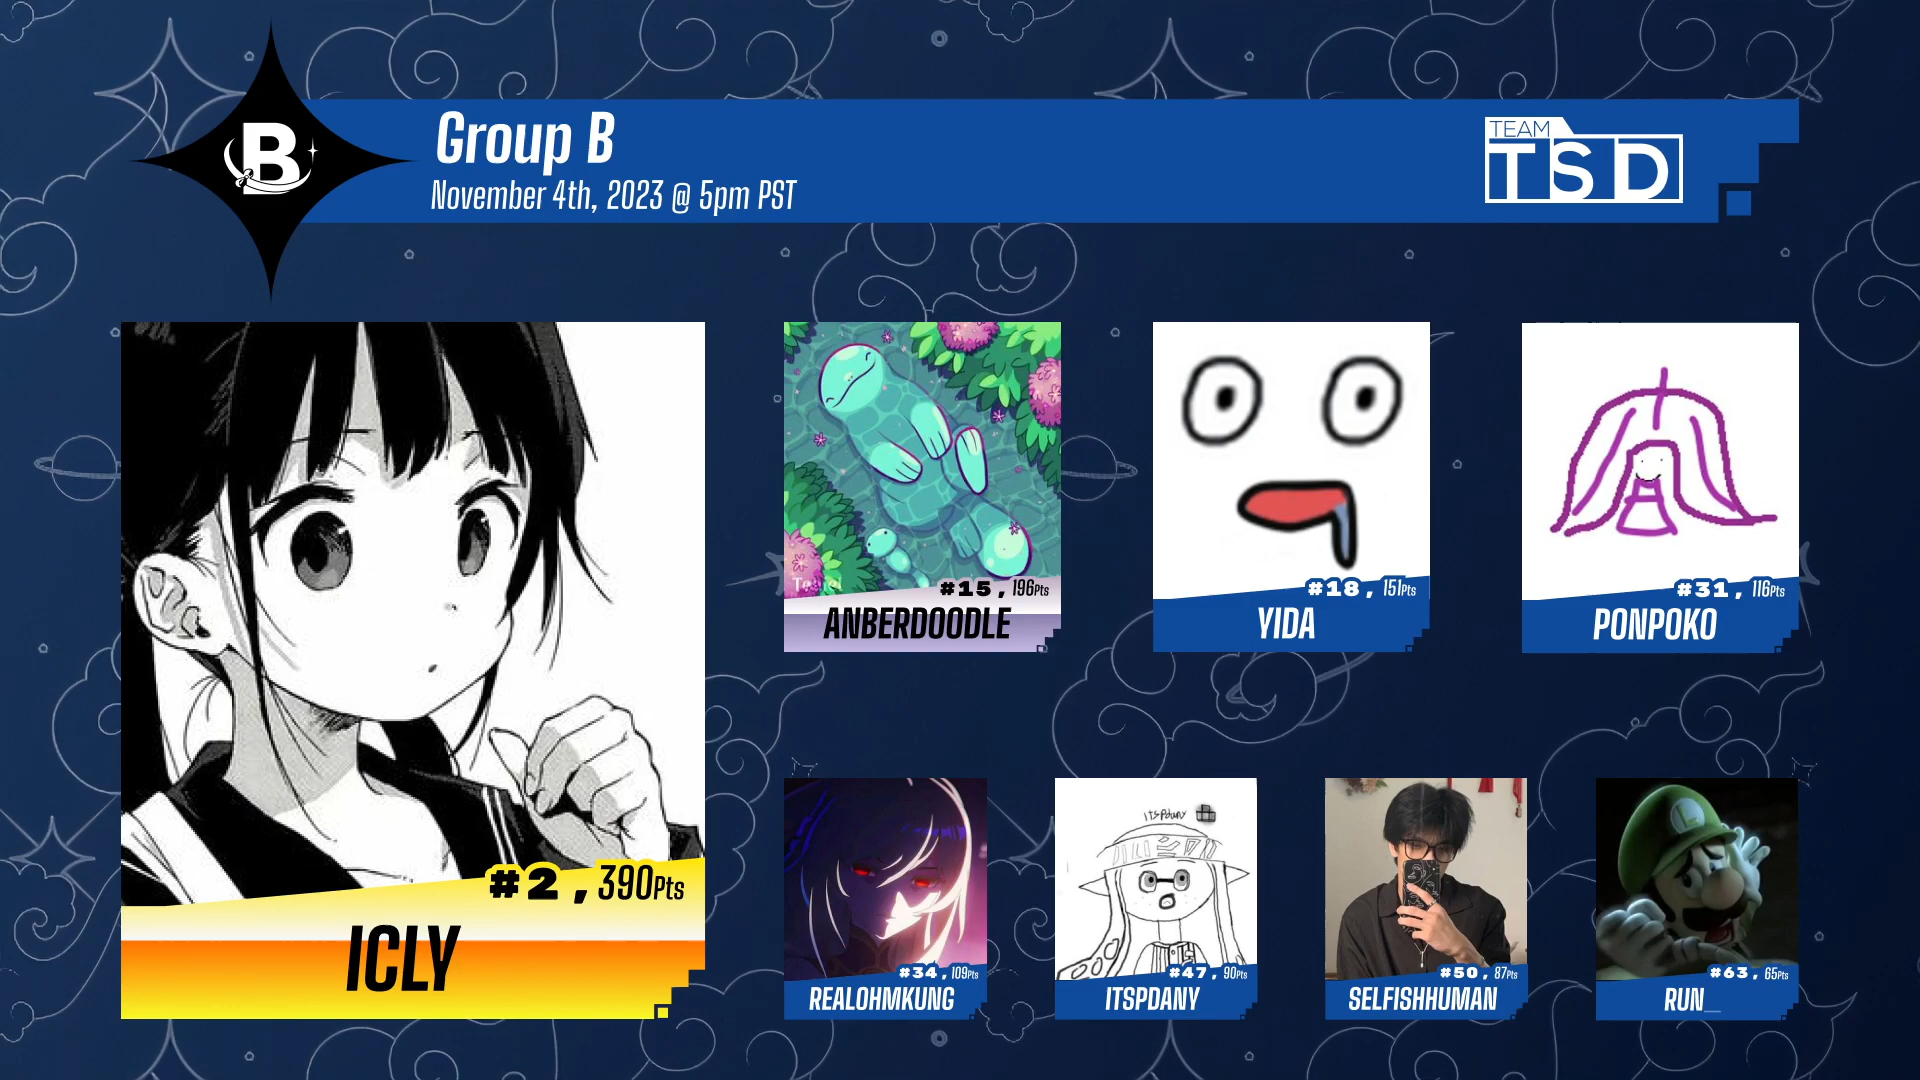 B
Group B
November 4th, 2023 @ 5pm PST
TEAM
TSD
#2, 390Pts
ICLY
#15, 196Pts
ANBERDOODLE
#18, 151Pts
YIDA
#31, 116Pts
PONPOKO
#34, 109Pts
REALOHMKUNG
ItsPdany
#47, 90Pts
ITSPDANY
#50, 87Pts
SELFISHHUMAN
L
#63, 65Pts
RUN_